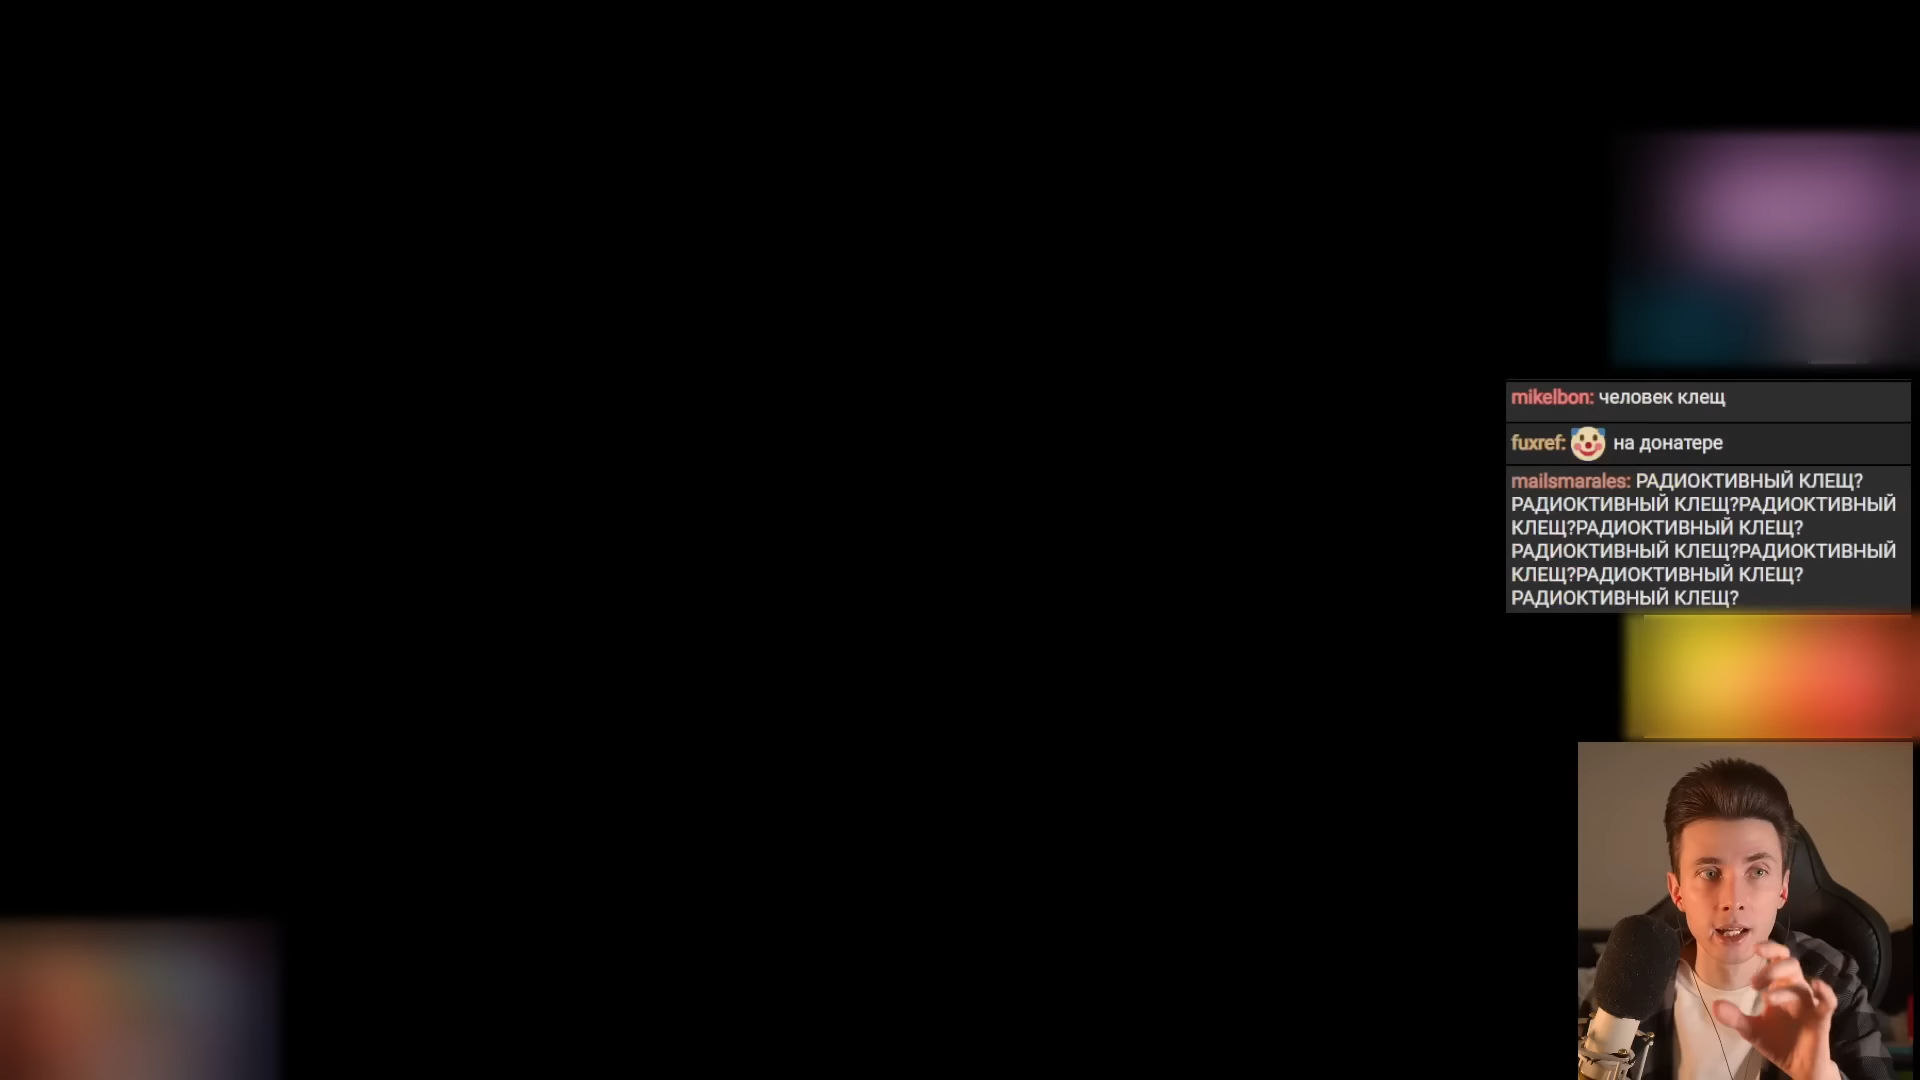 mikelbon: человек клещ
fuxref: на донатере
mailsmarales: РАДИОКТИВНЫЙ КЛЕЩ?
РАДИОКТИВНЫЙ КЛЕЩ?РАДИОКТИВНЫЙ
КЛЕЩ?РАДИОКТИВНЫЙ КЛЕЩ?
РАДИОКТИВНЫЙ КЛЕЩ?РАДИОКТИВНЫЙ
КЛЕЩ?РАДИОКТИВНЫЙ КЛЕЩ?
РАДИОКТИВНЫЙ КЛЕЩ?